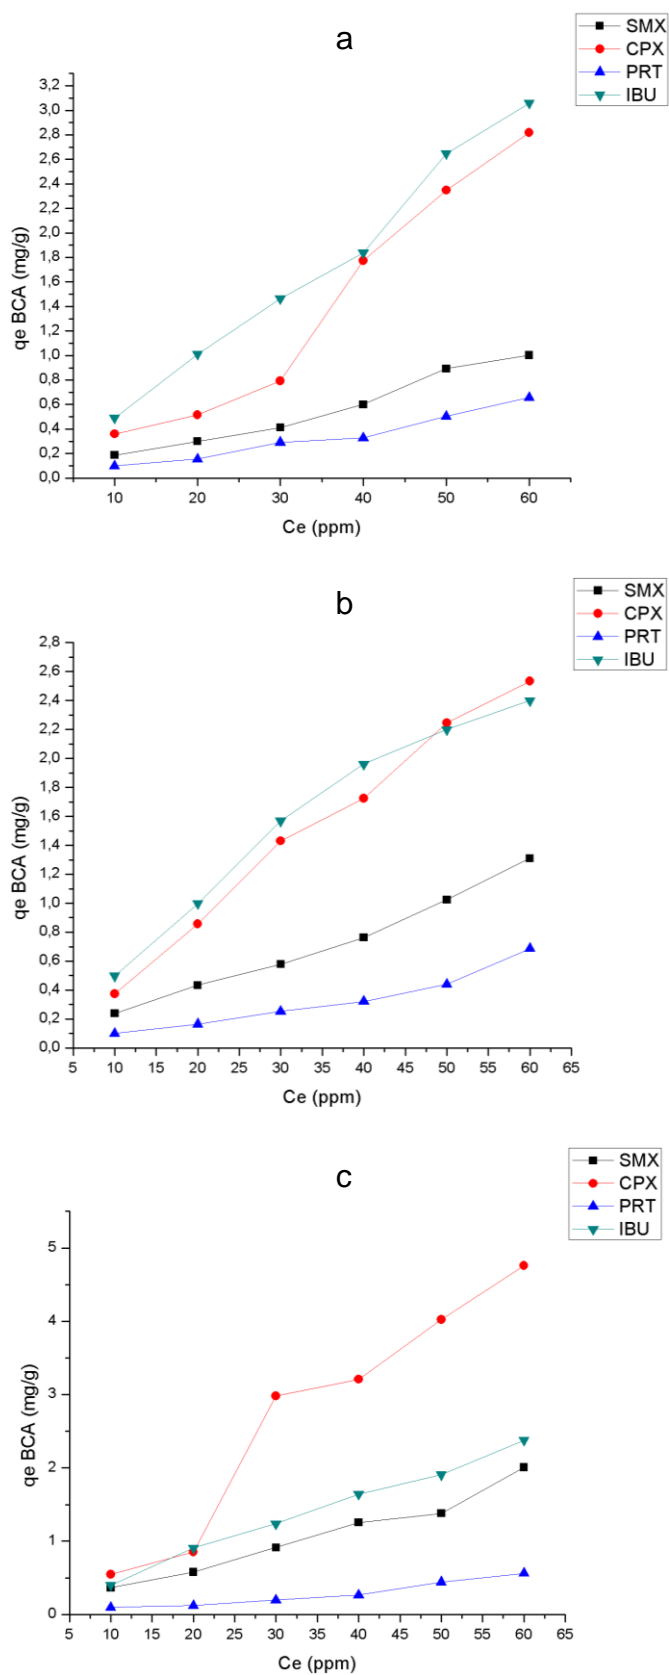 a
SMX
CPX
PRT
IBU
3,2
3,0
2,8
2,6
2,4
2,2
2,0
1,8
1,6
1,4
1,2
1,0
0,8
0,6
0,4
0,2
0,0
qe BCA (mg/g)
10 20 30 40 50 60
Ce (ppm)
b
SMX
CPX
PRT
IBU
2,8
2,6
2,4
2,2
2,0
1,8
1,6
1,4
1,2
1,0
0,8
0,6
0,4
0,2
0,0
qe BCA (mg/g)
5 10 15 20 25 30 35 40 45 50 55 60 65
Ce (ppm)
c
SMX
CPX
PRT
IBU
5
4
3
2
1
0
qe BCA (mg/g)
5 10 15 20 25 30 35 40 45 50 55 60 65
Ce (ppm)